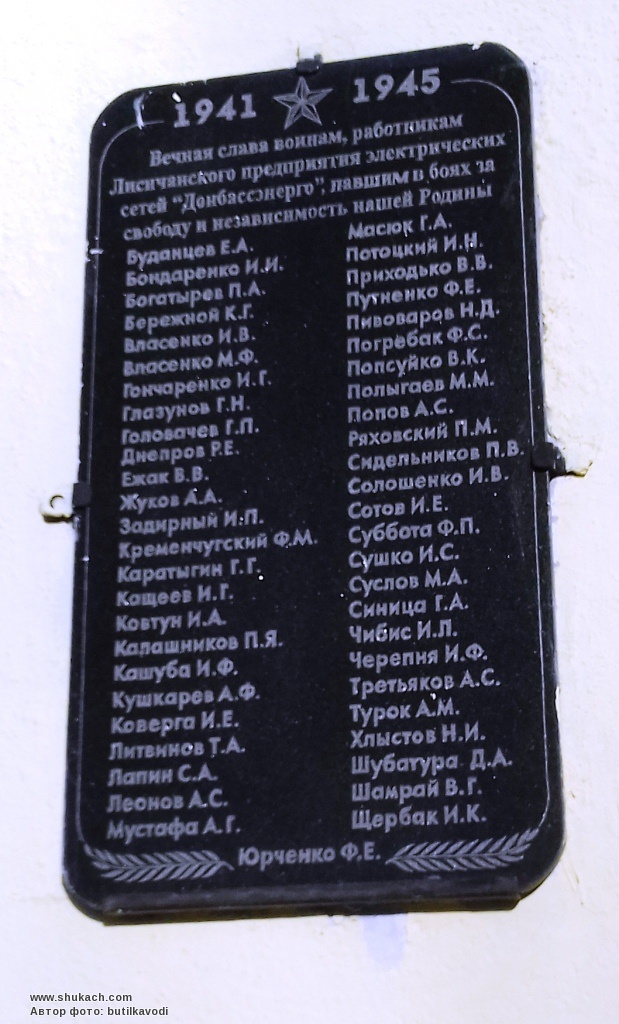 1941 1945
Вечная слава воинам, работникам
Лисичанского предприятия электрических
сетей "Донбассэнерго", павшим в боях за
свободу и независимость нашей Родины
Буданцев Е.А.
Бондаренко И.И.
Богатырев П.А.
Бережной К.Г.
Власенко И.В.
Власенко М.Ф.
Гончаренко И.Г.
Глазунов Г.Н.
Головачев Г.П.
Днепров Р.Е.
Ежак В.В.
Жуков А.А.
Задирный И.П.
Кременчугский Ф.М.
Каратыгин Г.Г.
Кащеев И.Г.
Ковтун И.А.
Калашников П.Я.
Кашуба И.Ф.
Кушкарев А.Ф.
Коверга И.Е.
Литвинов Т.А.
Лапин С.А.
Леонов А.С.
Мустафа А.Г.
Масюк Г.А.
Потоцкий И.Н.
Приходько В.В.
Путненко Ф.Е.
Пивоваров Н.Д.
Погребак Ф.С.
Попсуйко В.К.
Полыгаев М.М.
Попов А.С.
Ряховский П.М.
Сидельников П.В.
Солошенко И.В.
Сотов И.Е.
Суббота Ф.П.
Сушко И.С.
Суслов М.А.
Синица Г.А.
Чибис И.Л.
Черепня И.Ф.
Третьяков А.С.
Турок А.М.
Хлыстов Н.И.
Шубатура Д.А.
Шамрай В.Г.
Щербак И.К.
Юрченко Ф.Е.
www.shukach.com
Автор фото: butilkavodi